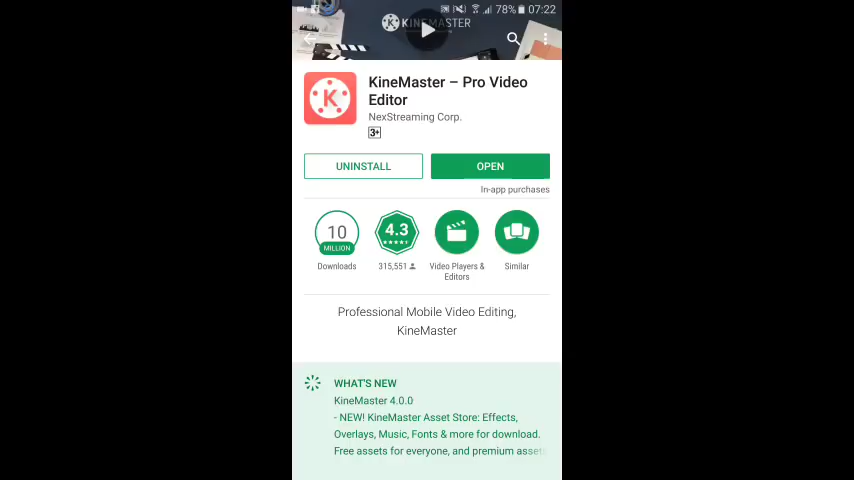 78% 07:22
KINEMASTER
KineMaster – Pro Video
Editor
NexStreaming Corp.
3+
UNINSTALL
OPEN
In-app purchases
10
MILLION
4.3
Downloads
315,551
Video Players &
Editors
Similar
Professional Mobile Video Editing,
KineMaster
WHAT'S NEW
KineMaster 4.0.0
- NEW! KineMaster Asset Store: Effects,
Overlays, Music, Fonts & more for download.
Free assets for everyone, and premium asset